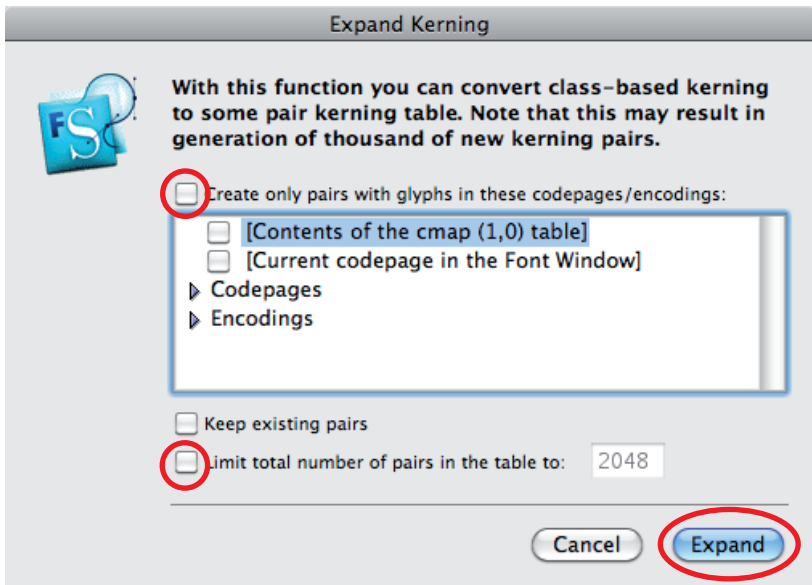 Expand Kerning
FS
With this function you can convert class-based kerning
to some pair kerning table. Note that this may result in
generation of thousand of new kerning pairs.
Create only pairs with glyphs in these codepages/encodings:
[Contents of the cmap (1,0) table]
[Current codepage in the Font Window]
Codepages
Encodings
Keep existing pairs
Limit total number of pairs in the table to: 2048
Cancel Expand